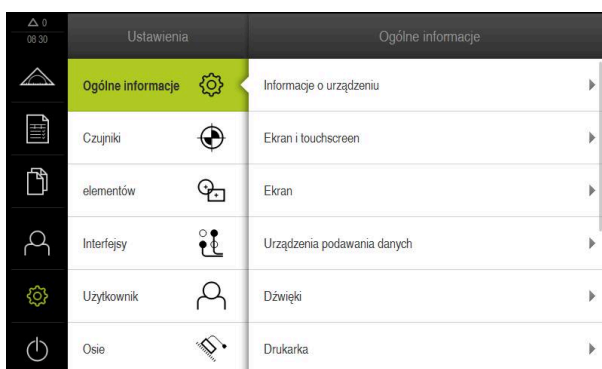 0
06 30
Ustawienia
Ogólne informacje
Ogólne informacje
Czujniki
elementów
Interfejsy
Użytkownik
Osie
Informacje o urządzeniu
Ekran i touchscreen
Ekran
Urządzenia podawania danych
Dźwięki
Drukarka